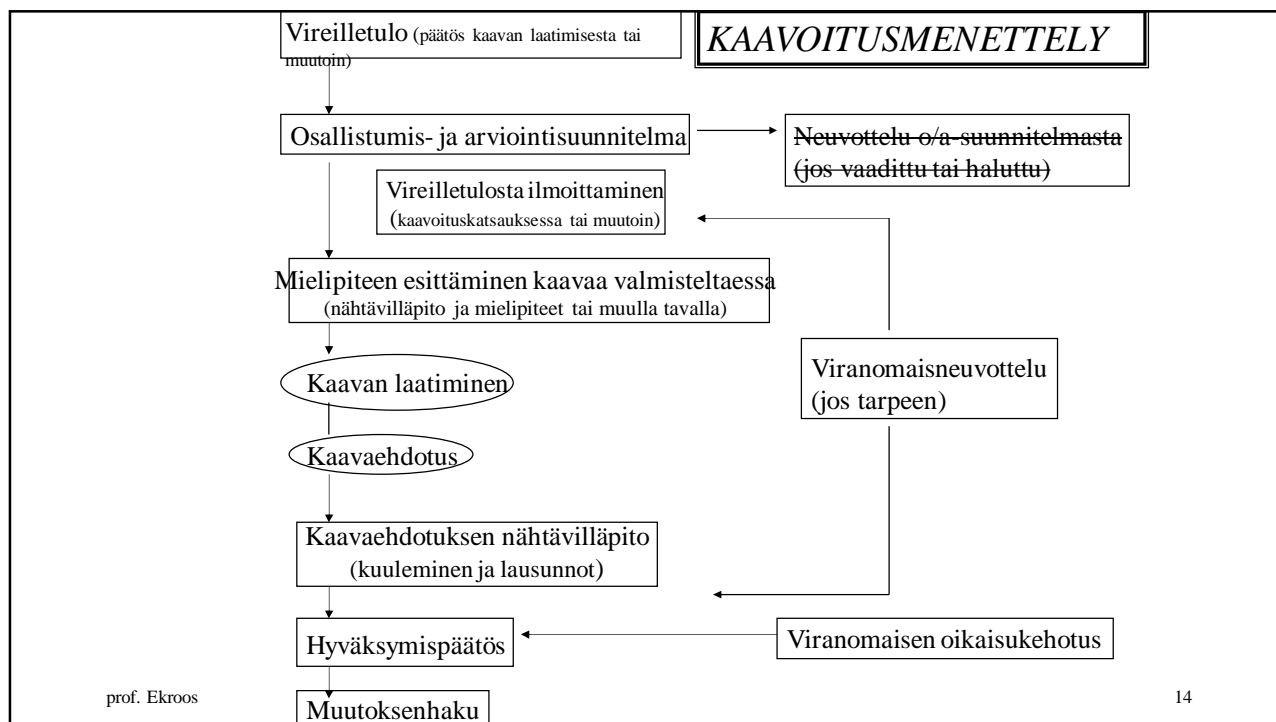 Vireilletulo (päätös kaavan laatimisesta tai
muutoin)
KAAVOITUSMENETTELY
Osallistumis- ja arviointisuunnitelma
Neuvottelu o/a-suunnitelmasta
(jos vaadittu tai haluttu)
Vireilletulosta ilmoittaminen
(kaavoituskatsauksessa tai muutoin)
Mielipiteen esittäminen kaavaa valmisteltaessa
(nähtävilläpito ja mielipiteet tai muulla tavalla)
Kaavan laatiminen
Viranomaisneuvottelu
(jos tarpeen)
Kaavaehdotus
Kaavaehdotuksen nähtävilläpito
(kuuleminen ja lausunnot)
Hyväksymispäätös
Viranomaisen oikaisukehotus
Muutoksenhaku
prof. Ekroos
14